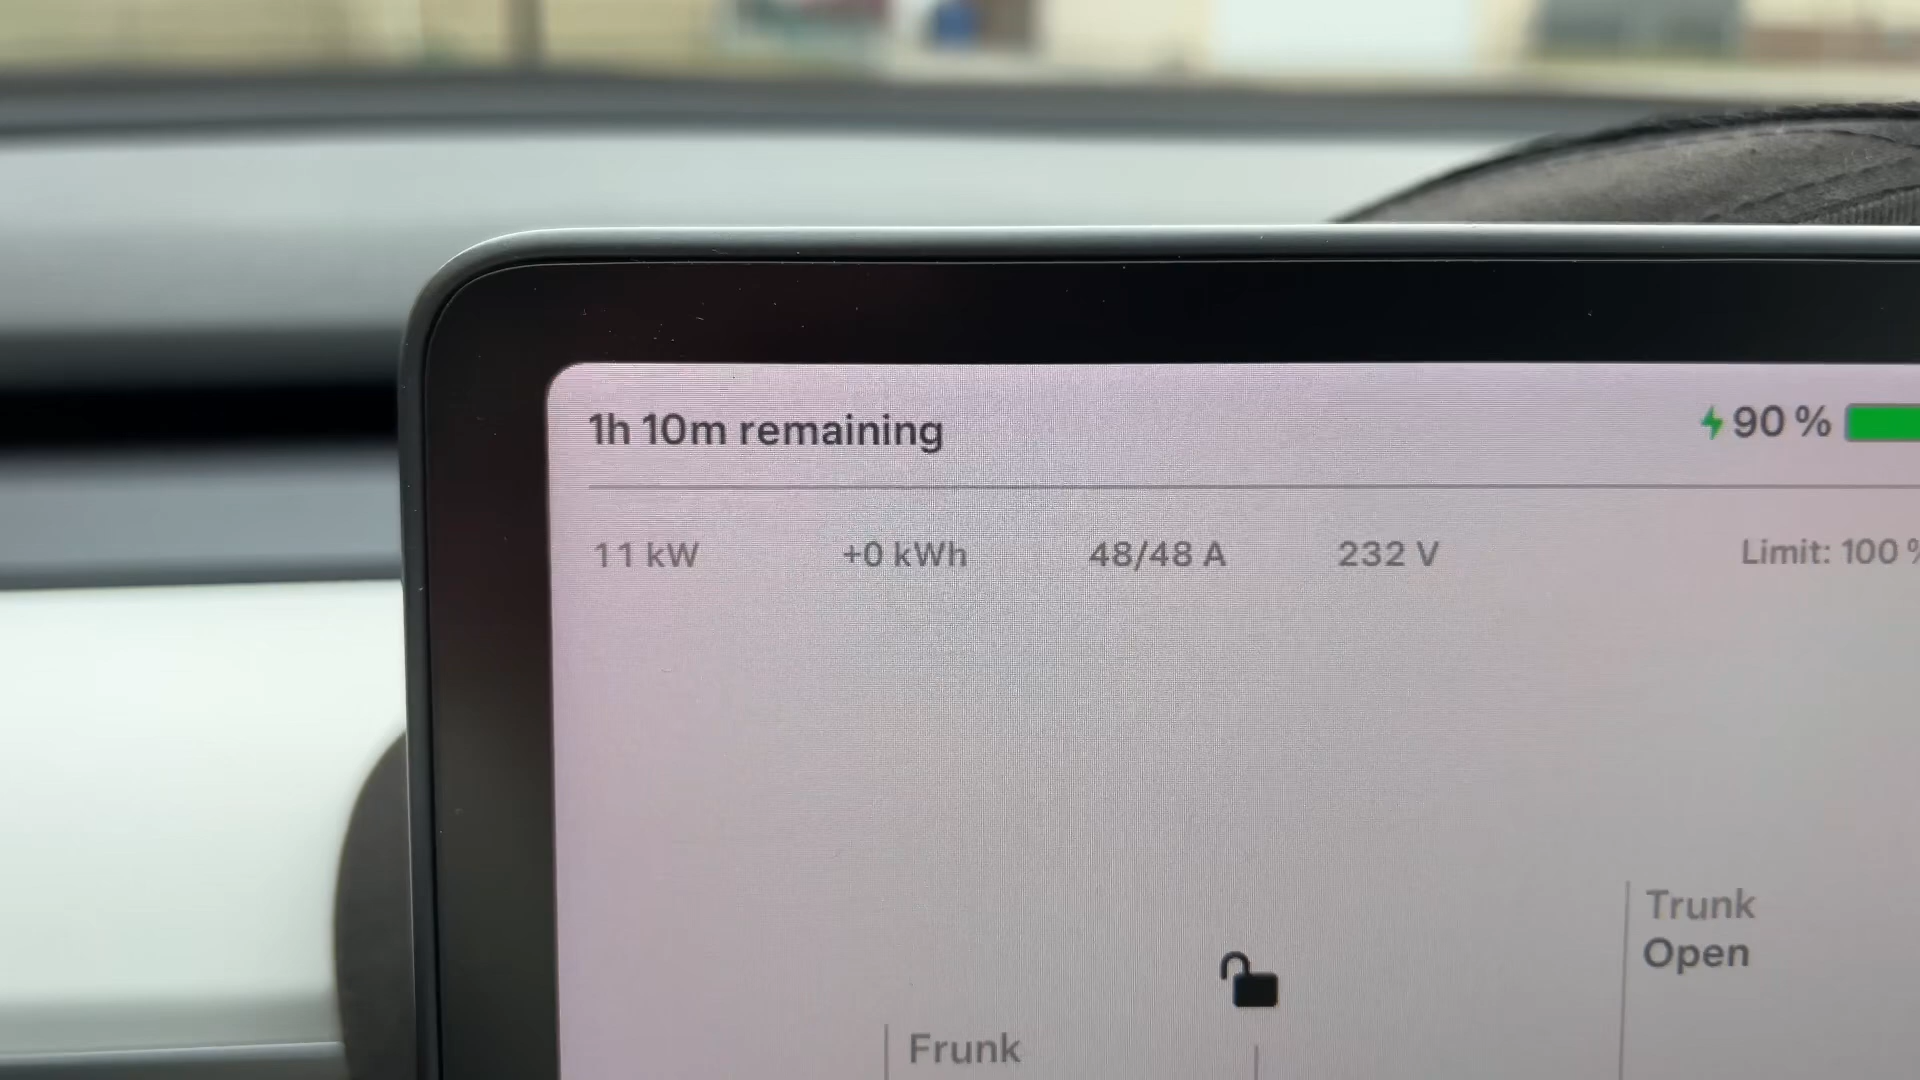 1h 10m remaining
90 %
11 kW +0 kWh 48/48 A 232 V Limit: 100 %
Trunk
Open
Frunk